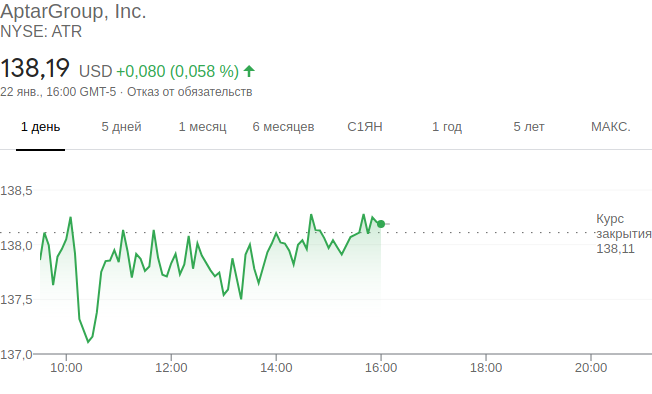 AptarGroup, Inc.
NYSE: ATR
138,19 USD +0,080 (0,058 %)
22 янв., 16:00 GMT-5 · Отказ от обязательств
1 день 5 дней 1 месяц 6 месяцев С1ЯН 1 год 5 лет МАКС.
138,5
Курс
закрытия
138,0
138,11
137,5
137,0
10:00 12:00 14:00 16:00 18:00 20:00